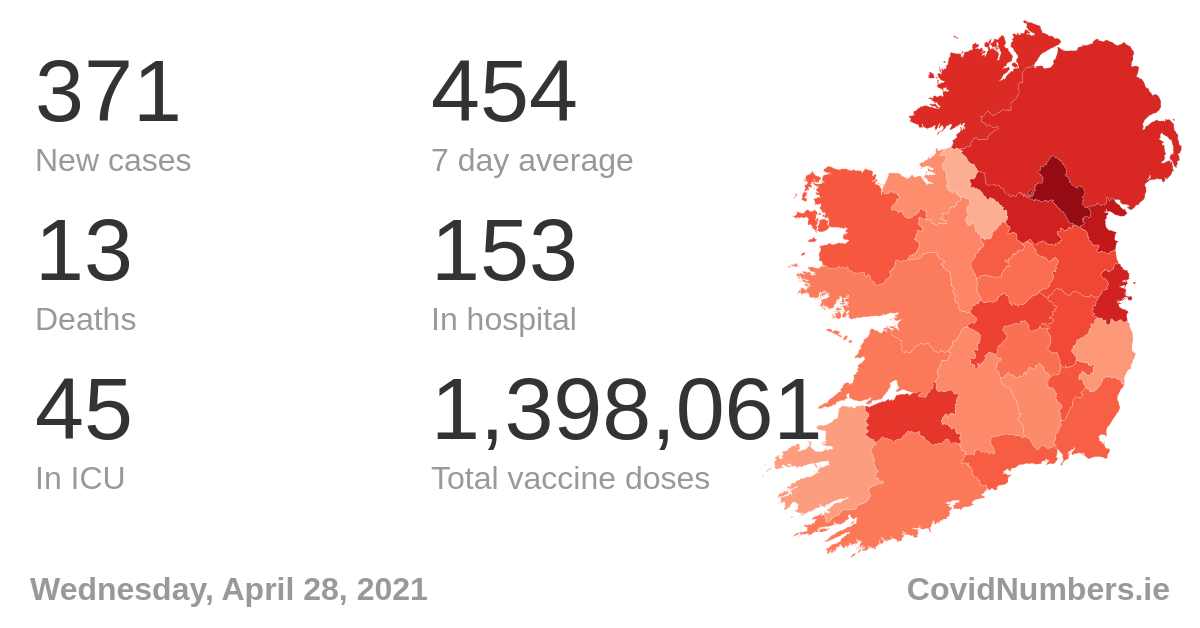 371
New cases
454
7 day average
13
Deaths
153
In hospital
45
In ICU
1,398,061
Total vaccine doses
Wednesday, April 28, 2021
CovidNumbers.ie